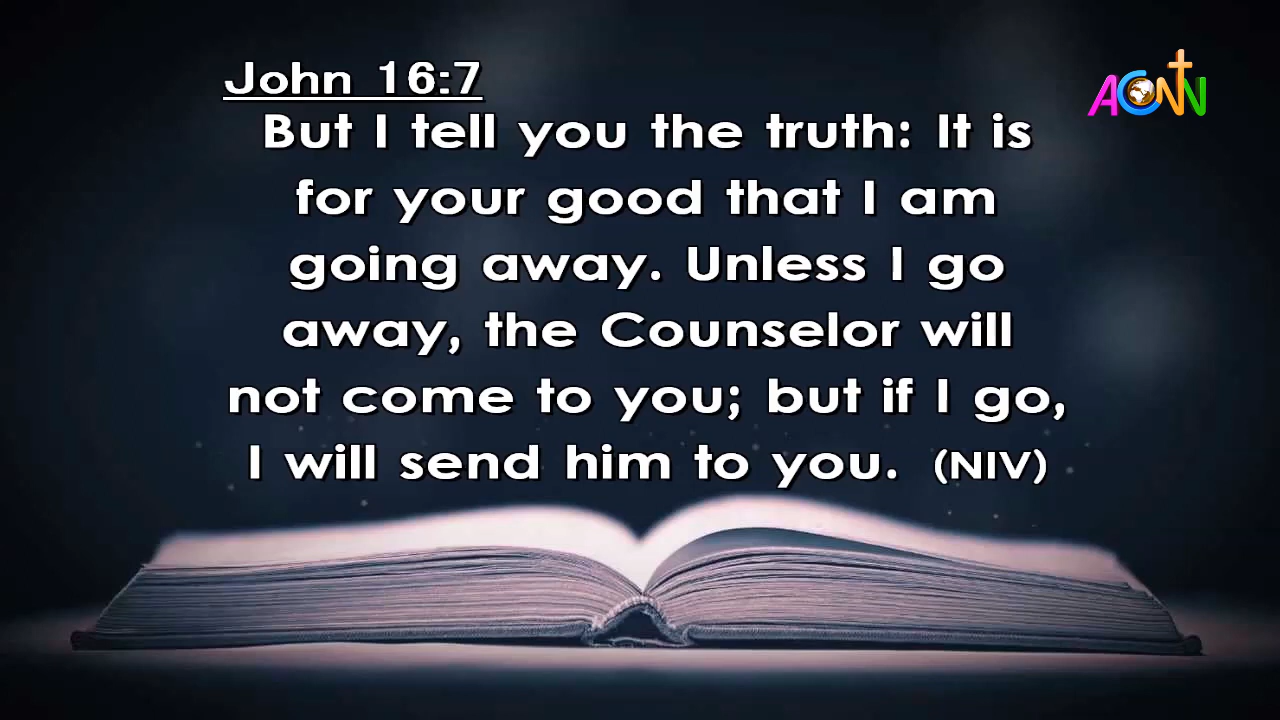 John 16:7
ACNN
But I tell you the truth: It is
for your good that I am
going away. Unless I go
away, the Counselor will
not come to you; but if I go,
I will send him to you. (NIV)